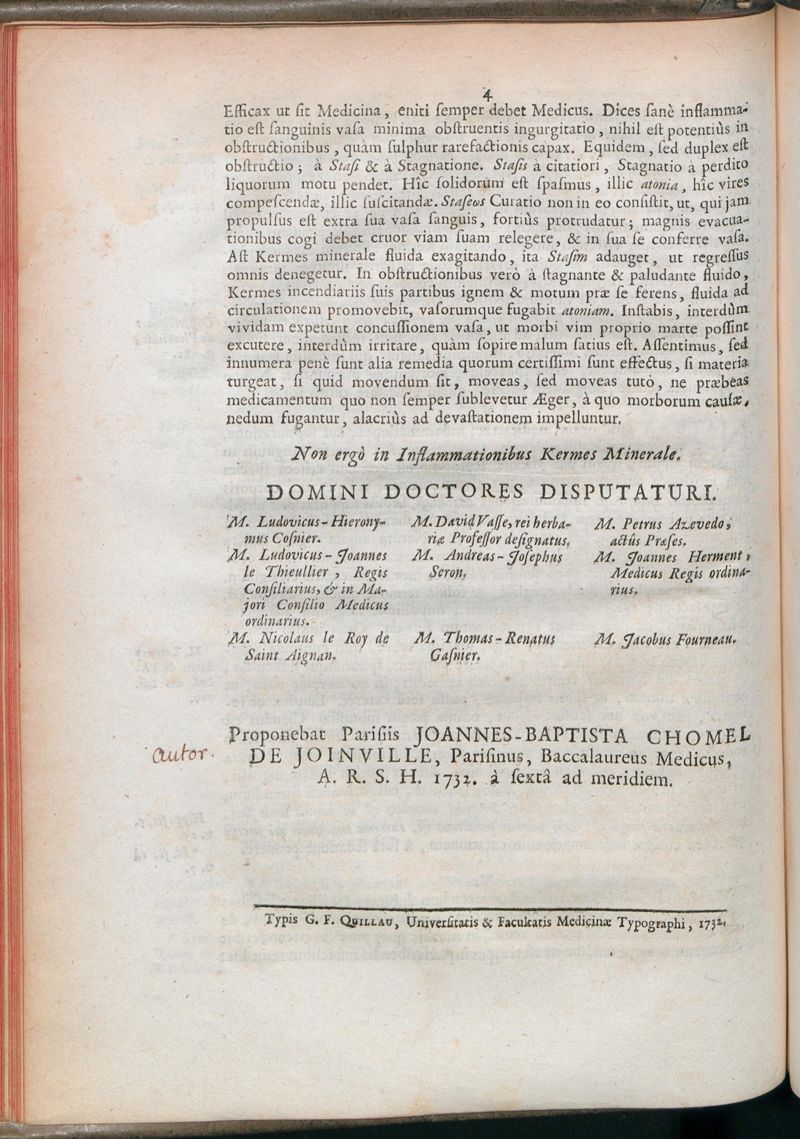 4
Efficax ut ſit Medicina, eniti ſemper debet Medicus. Dices ſanè inflamma-
tio eſt ſanguinis vaſa minima obſtruentis ingurgitatio, nihil eſt potentiùs in
obſtructionibus, quàm ſulphur rarefactionis capax. Equidem, ſed duplex eſt
obſtructio; à Staſi & à Stagnatione. Staſis à citatiori, Stagnatio à perdito
liquorum motu pendet. Hîc ſolidorum eſt ſpaſmus, illic atonia, hîc vires
compeſcendæ, illic ſuſcitandæ. Staſeωs Curatio non in eo conſiſtit, ut, qui jam
propulſus eſt extra ſua vaſa ſanguis, fortiùs protrudatur; magnis evacua-
tionibus cogi debet cruor viam ſuam relegere, & in ſua ſe conferre vaſa.
Aſt Kermes minerale fluida exagitando, ita Staſim adauget, ut regreſſus
omnis denegetur. In obſtructionibus verò à ſtagnante & paludante fluido,
Kermes incendiariis ſuis partibus ignem & motum præ ſe ferens, fluida ad
circulationem promovebit, vaſorumque fugabit atoniam. Inſtabis, interdùm
vividam expetunt concuſſionem vaſa, ut morbi vim proprio marte poſſint
excutere, interdùm irritare, quàm ſopire malum ſatius eſt. Aſſentimus, ſed
innumera penè ſunt alia remedia quorum certiſſimi ſunt effectus, ſi materia
turgeat, ſi quid movendum ſit, moveas, ſed moveas tutò, ne præbeas
medicamentum quo non ſemper ſublevetur Æger, à quo morborum cauſæ,
nedum fugantur, alacriùs ad devaſtationem impelluntur.
Non ergò in Inflammationibus Kermes Minerale.
DOMINI DOCTORES DISPUTATURI.
M. Ludovicus-Hierony-
mus Coſnier.
M. Ludovicus-Joannes
le Thieullier, Regis
Conſiliarius, & in Ma-
jori Conſilio Medicus
ordinarius.
M. Nicolaus le Roy de
Saint Aignan.
M. David Vaſſe, rei herba-
riæ Profeſſor deſignatus.
M. Andreas-Joſephus
Seron.
M. Thomas-Renatus
Gaſnier.
M. Petrus Azevedo,
actûs Præſes.
M. Joannes Herment,
Medicus Regis ordina-
rius.
M. Jacobus Fourneau.
Proponebat Pariſiis JOANNES-BAPTISTA CHOMEL
autor.
DE JOINVILLE, Pariſinus, Baccalaureus Medicus,
A. R. S. H. 1732. à ſextâ ad meridiem.
Typis G. F. QUILLAU, Univerſitatis & Facultatis Medicinæ Typographi, 1732.